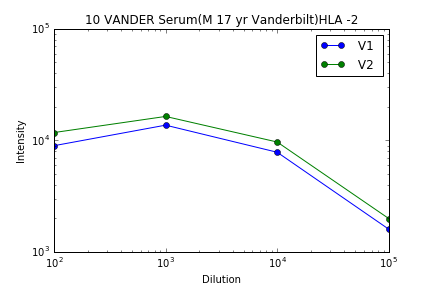 10 VANDER Serum(M 17 yr Vanderbilt)HLA -2
10^5
10^4
10^3
Intensity
V1
V2
10^2 10^3 10^4 10^5
Dilution